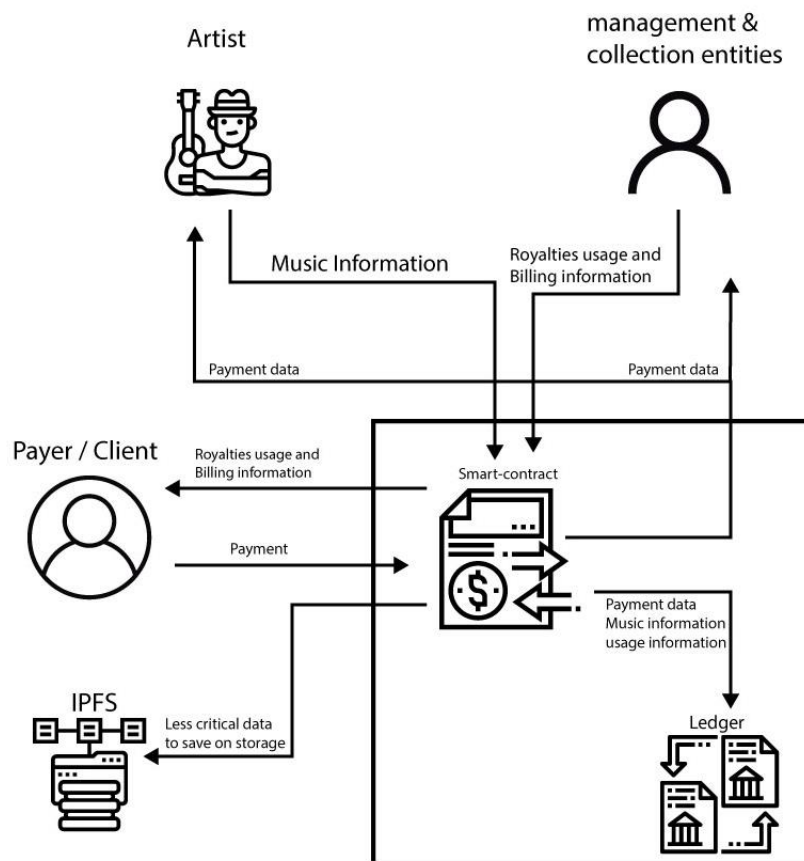 Artist
management &
collection entities
Music Information
Royalties usage and
Billing information
Payment data
Payment data
Payer / Client
Royalties usage and
Billing information
Smart-contract
Payment
$
Payment data
Music information
usage information
IPFS
Less critical data
to save on storage
Ledger